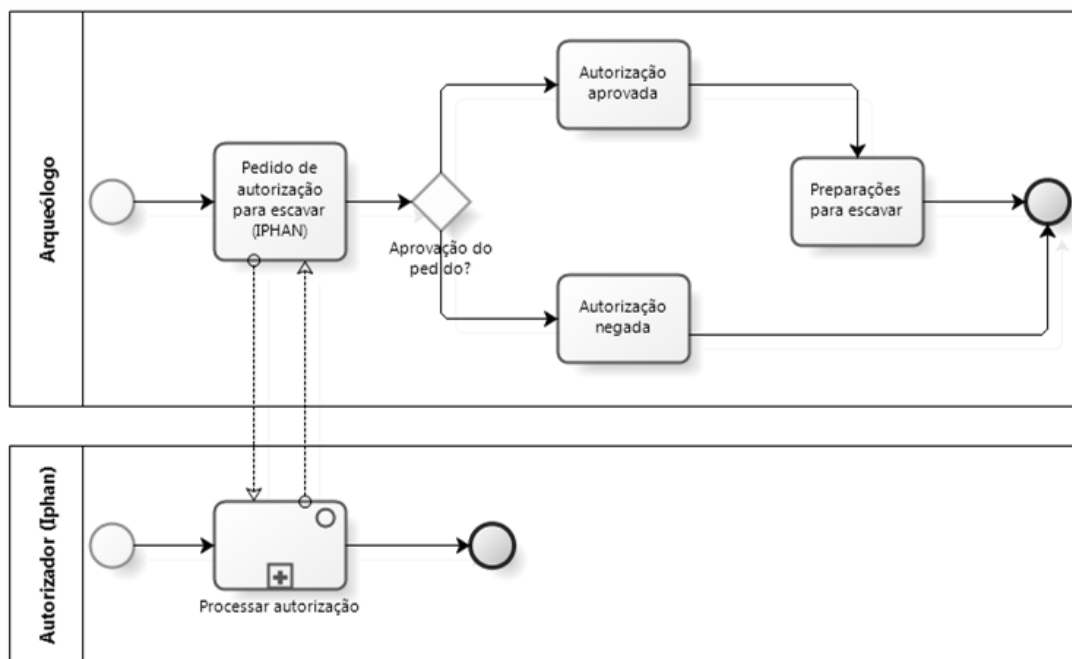 Arqueólogo
Pedido de
autorização
para escavar
(IPHAN)
Aprovação do
pedido?
Autorização
aprovada
Autorização
negada
Preparações
para escavar
Autorizador (Iphan)
Processar autorização